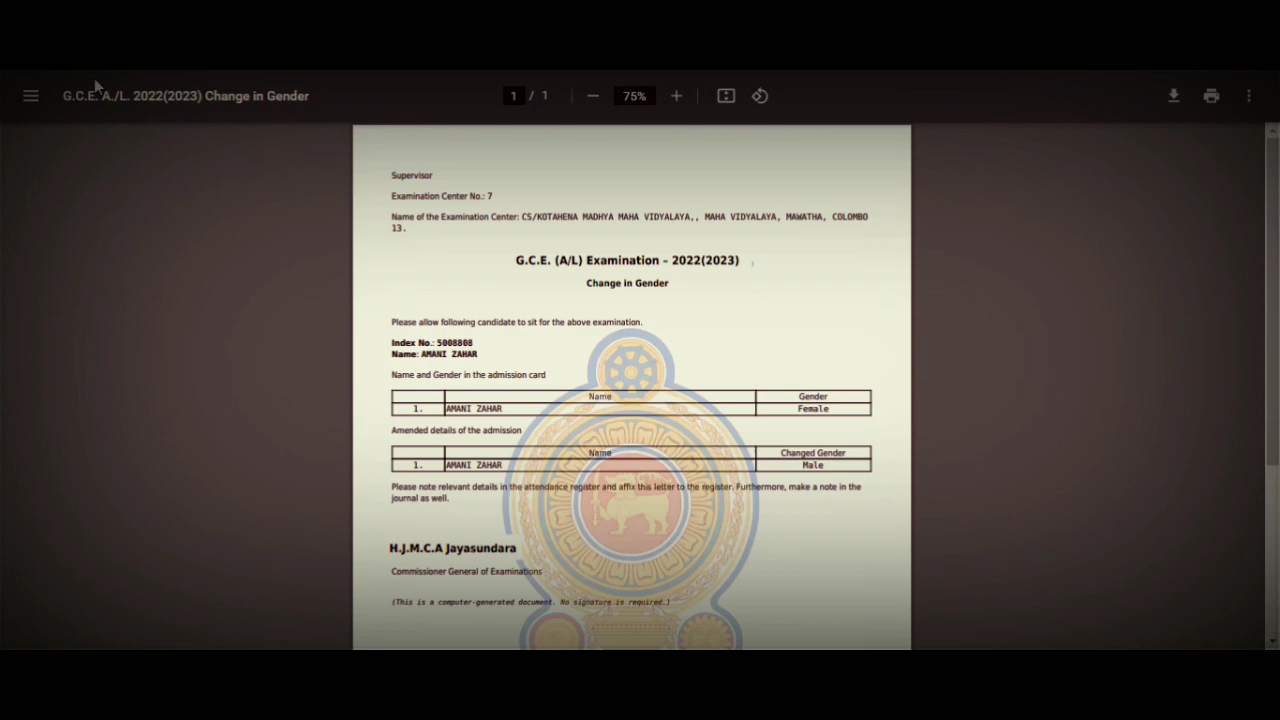 G.C.E. A./L. 2022(2023) Change in Gender
1 / 1
75%
Supervisor
Examination Center No.: 7
Name of the Examination Center: CS/KOTAHENA MADHYA MAHA VIDYALAYA,, MAHA VIDYALAYA, MAWATHA, COLOMBO
13.
G.C.E. (A/L) Examination – 2022(2023)
Change in Gender
Please allow following candidate to sit for the above examination.
Index No.: 5008808
Name: AMANI ZAHAR
Name and Gender in the admission card
Name Gender
1. AMANI ZAHAR Female
Amended details of the admission
Name Changed Gender
1. AMANI ZAHAR Male
Please note relevant details in the attendance register and affix this letter to the register. Furthermore, make a note in the
journal as well.
H.J.M.C.A Jayasundara
Commissioner General of Examinations
(This is a computer-generated document. No signature is required.)